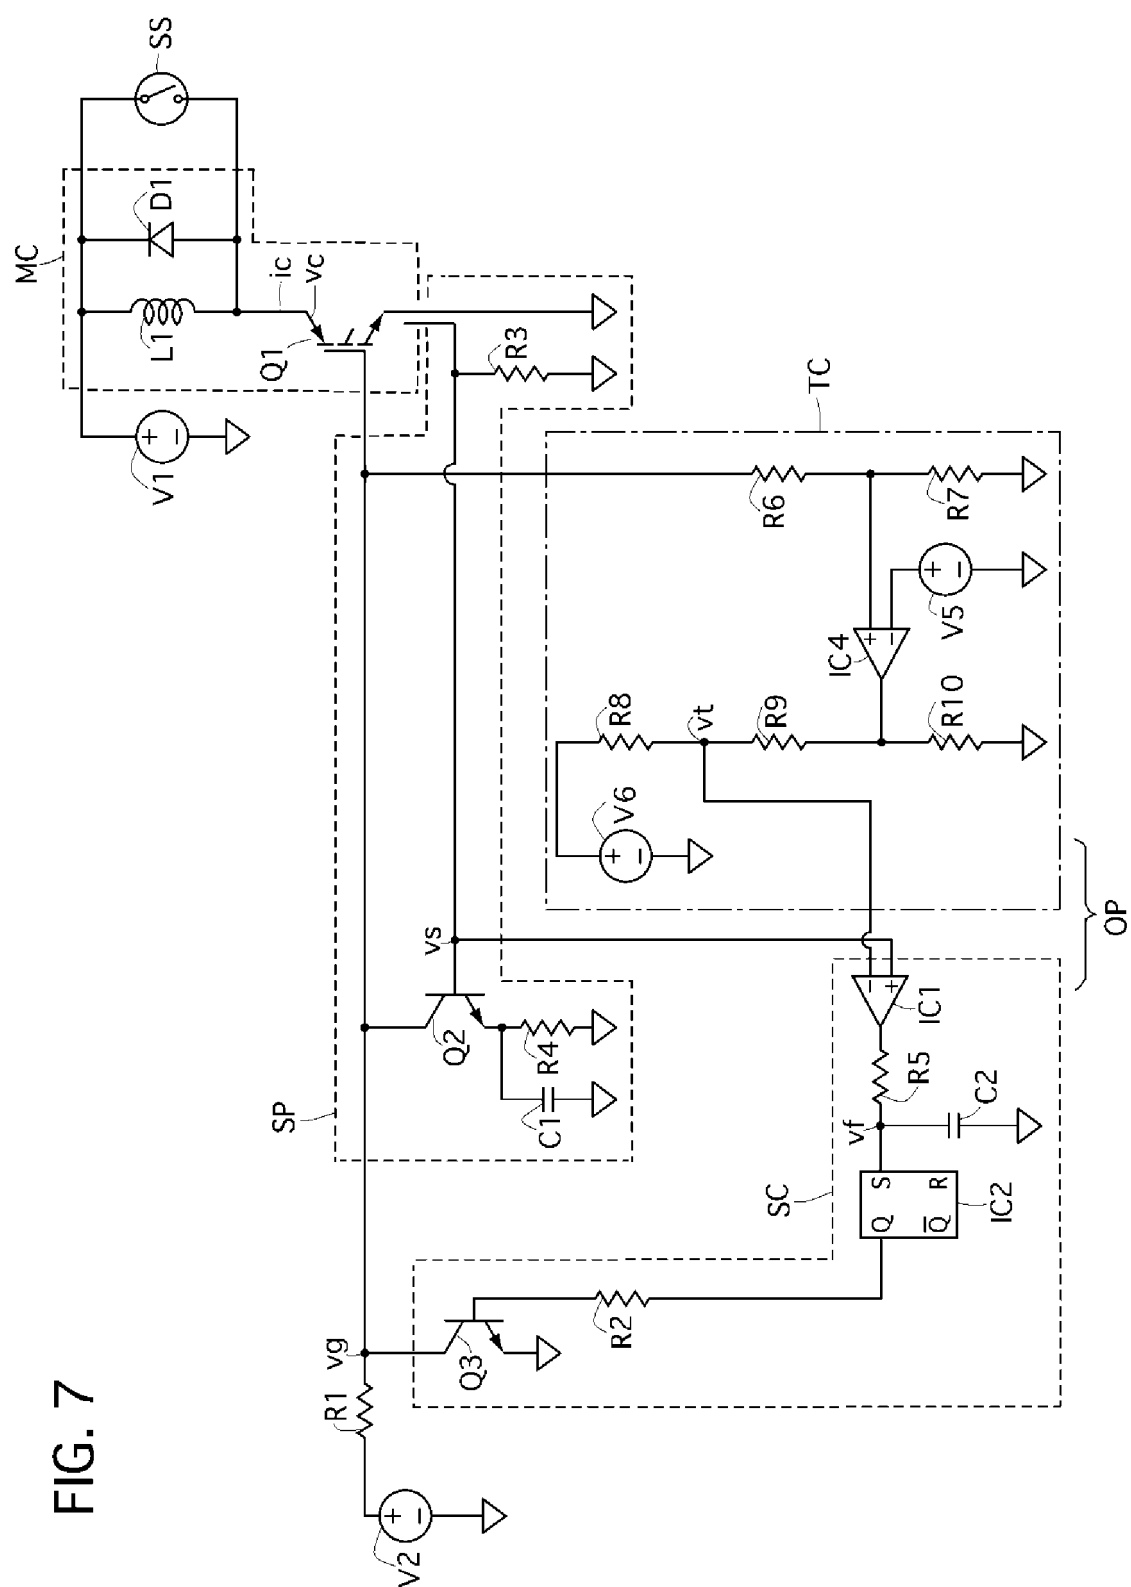 FIG. 7
MC
SS
D1
L1
ic
vc
Q1
V1
R3
TC
R6
R7
V5
IC4
R8
vt
R9
R10
V6
OP
vs
Q2
R4
C1
SP
IC1
R5
vf
C2
SC
S
R
Q
Q̅
IC2
R2
Q3
vg
R1
V2
+
−
+
−
+
−
+
−
+
−
−
+